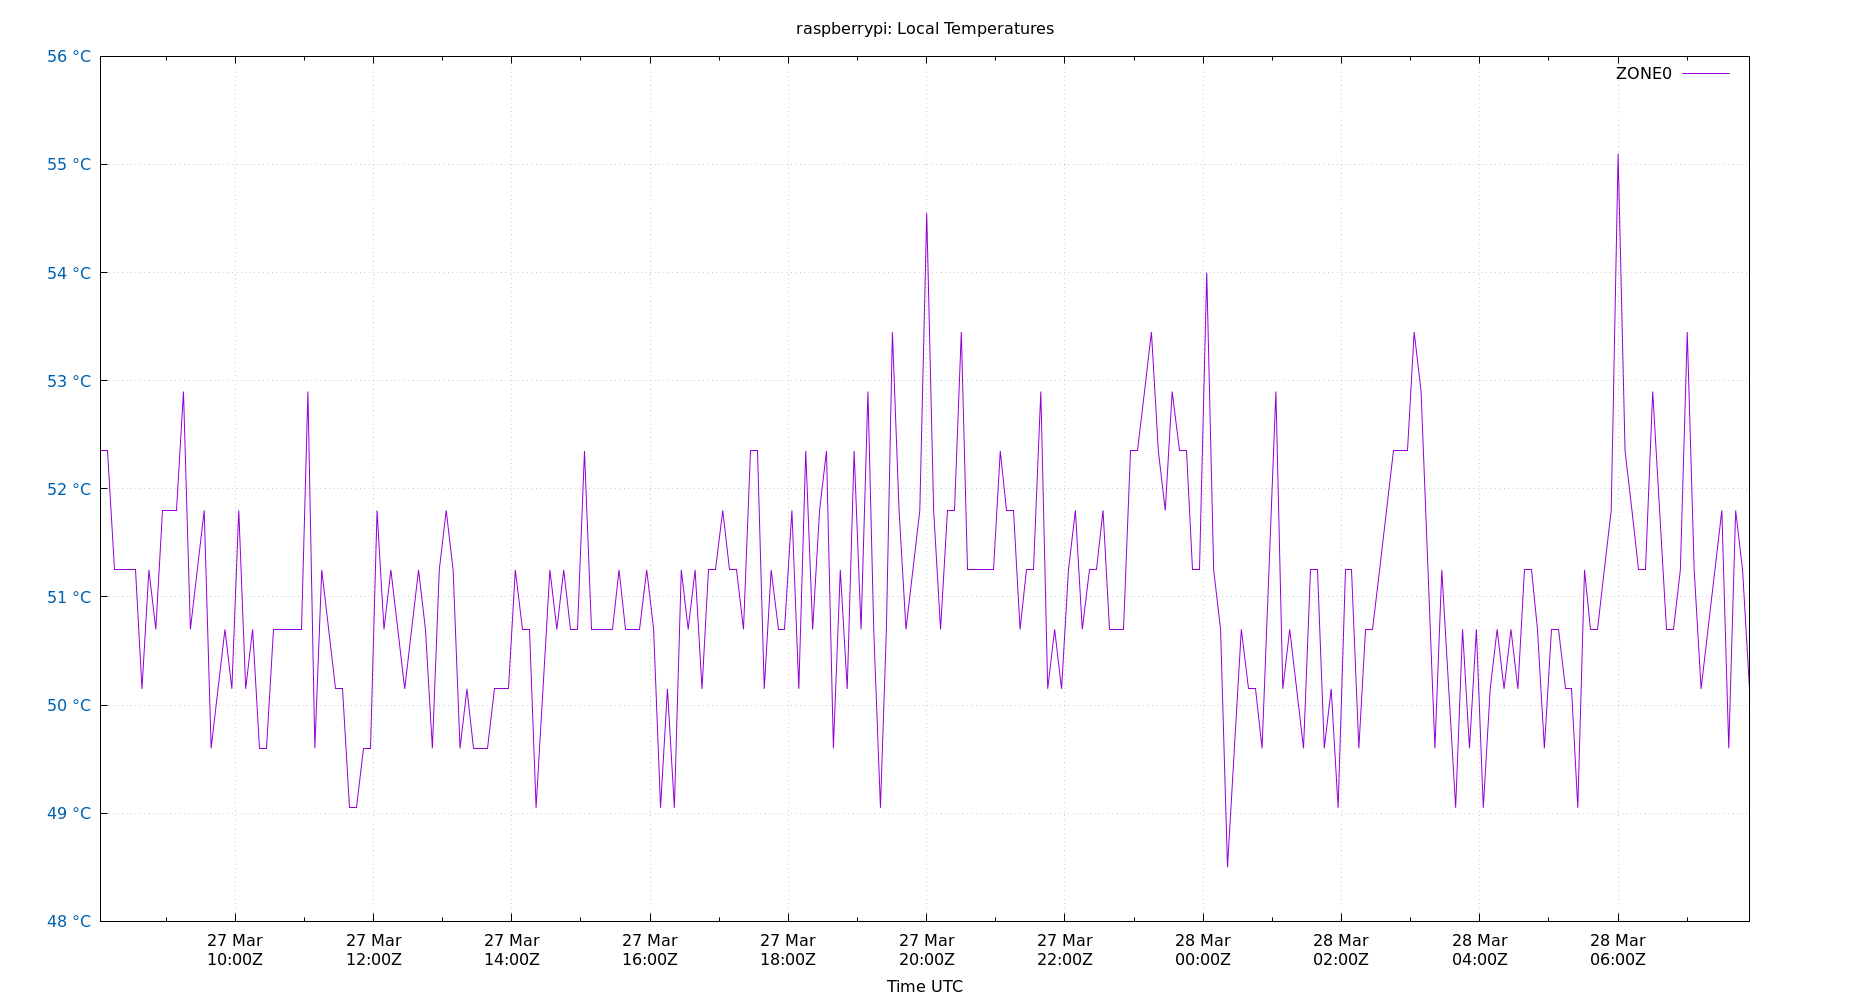 raspberrypi: Local Temperatures
56 °C
ZONE0
55 °C
54 °C
53 °C
52 °C
51 °C
50 °C
49 °C
48 °C
27 Mar 27 Mar 27 Mar 27 Mar 27 Mar 27 Mar 27 Mar 28 Mar 28 Mar 28 Mar 28 Mar
10:00Z 12:00Z 14:00Z 16:00Z 18:00Z 20:00Z 22:00Z 00:00Z 02:00Z 04:00Z 06:00Z
Time UTC